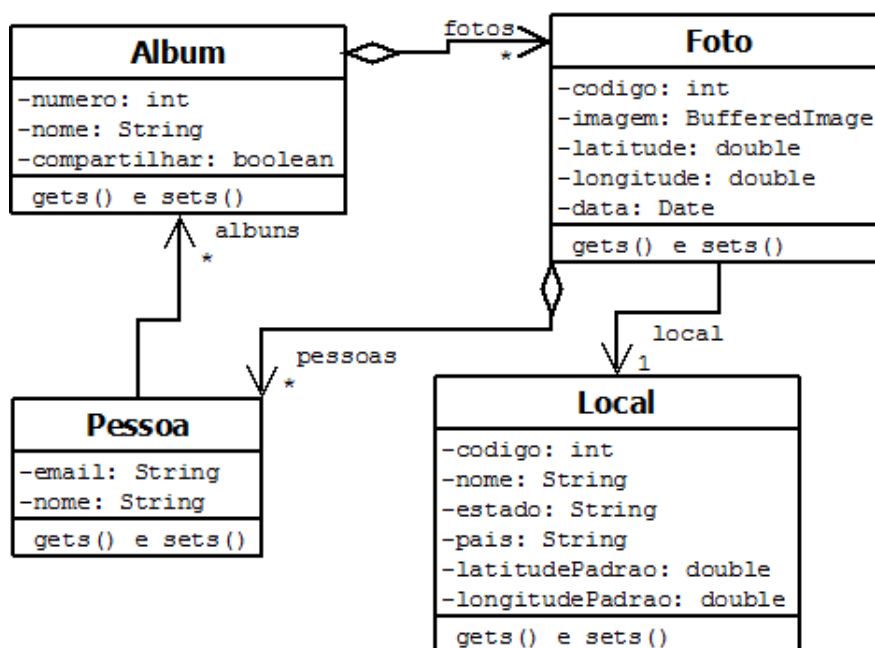 Album
-numero: int
-nome: String
-compartilhar: boolean
gets() e sets()
fotos
*
Foto
-codigo: int
-imagem: BufferedImage
-latitude: double
-longitude: double
-data: Date
gets() e sets()
albuns
*
pessoas
*
local
1
Pessoa
-email: String
-nome: String
gets() e sets()
Local
-codigo: int
-nome: String
-estado: String
-pais: String
-latitudePadrao: double
-longitudePadrao: double
gets() e sets()